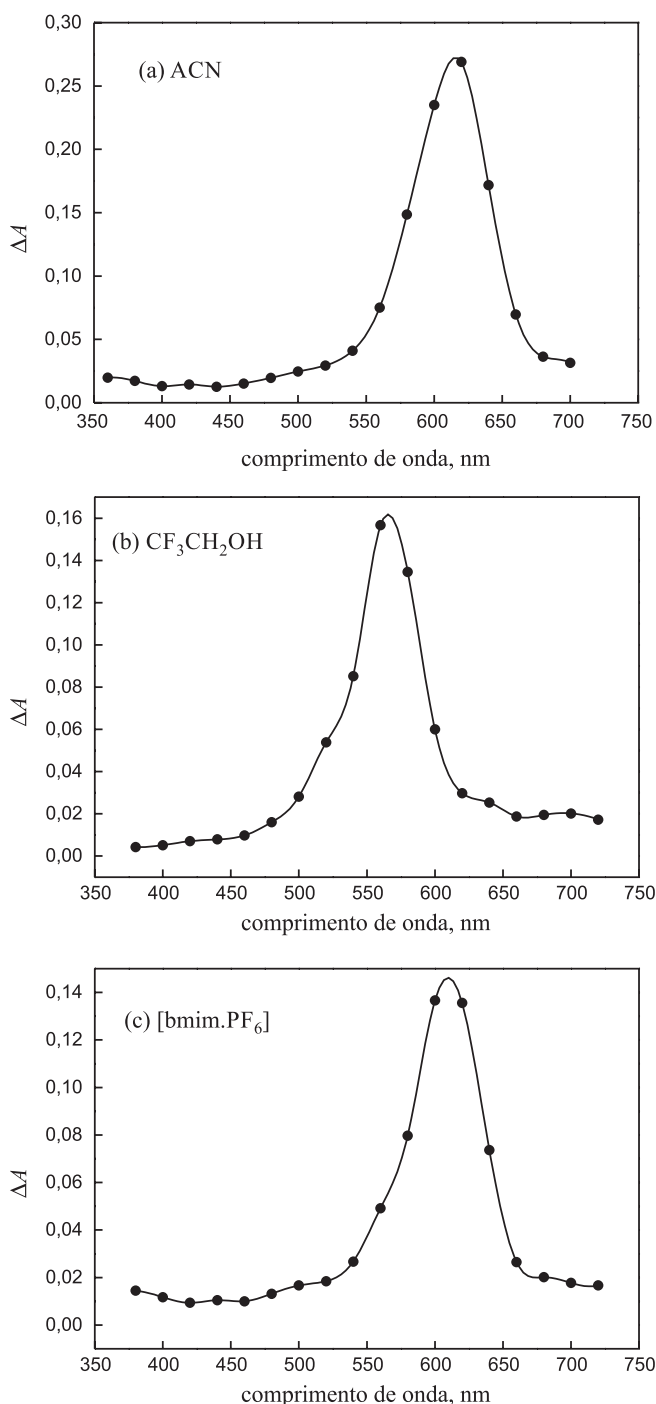 0,30
(a) ACN
0,25
0,20
ΔA
0,15
0,10
0,05
0,00
350 400 450 500 550 600 650 700 750
comprimento de onda, nm
0,16
(b) CF₃CH₂OH
0,14
0,12
0,10
ΔA
0,08
0,06
0,04
0,02
0,00
350 400 450 500 550 600 650 700 750
comprimento de onda, nm
0,14
(c) [bmim.PF₆]
0,12
0,10
0,08
ΔA
0,06
0,04
0,02
0,00
350 400 450 500 550 600 650 700 750
comprimento de onda, nm